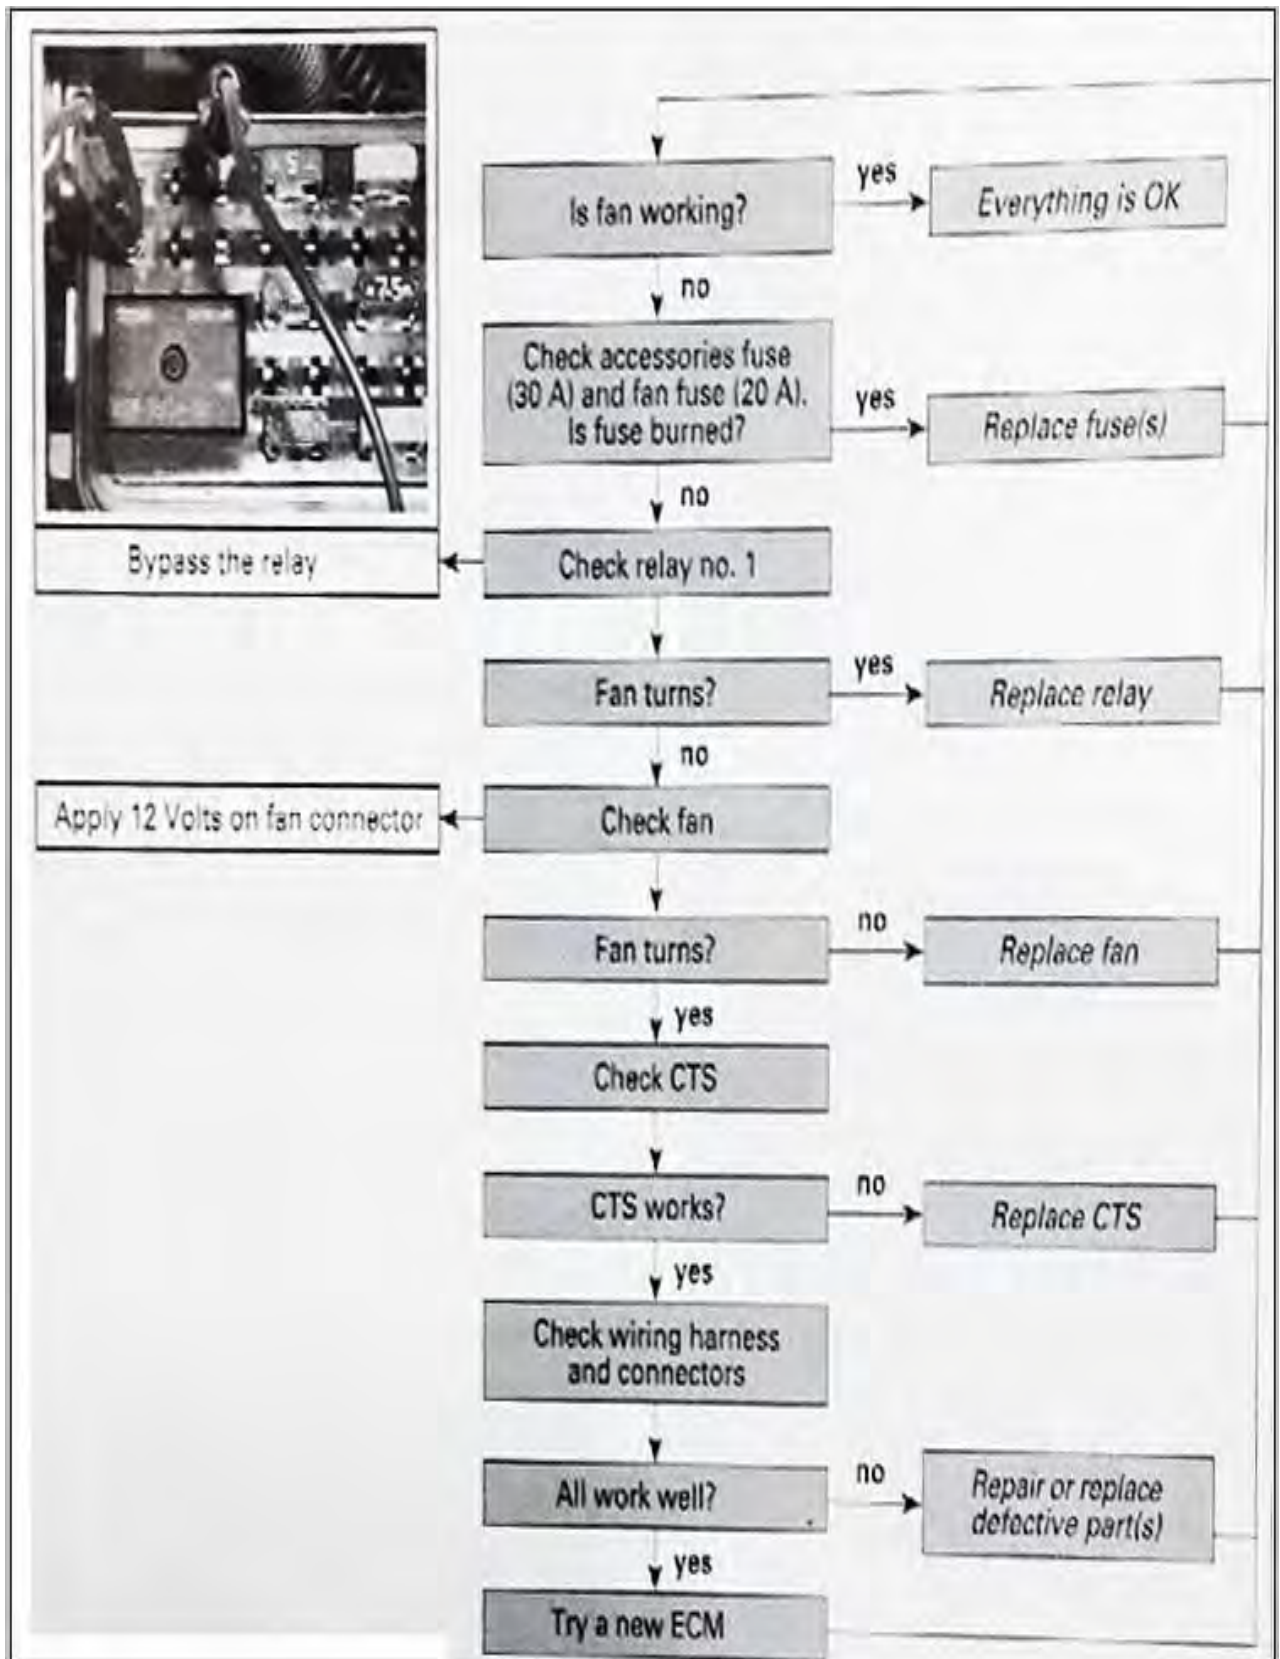 Is fan working?
yes
Everything is OK
no
Check accessories fuse
(30 A) and fan fuse (20 A).
Is fuse burned?
yes
Replace fuse(s)
no
Bypass the relay
Check relay no. 1
Fan turns?
yes
Replace relay
no
Apply 12 Volts on fan connector
Check fan
Fan turns?
no
Replace fan
yes
Check CTS
CTS works?
no
Replace CTS
yes
Check wiring harness
and connectors
All work well?
no
Repair or replace
defective part(s)
yes
Try a new ECM
5
7.5